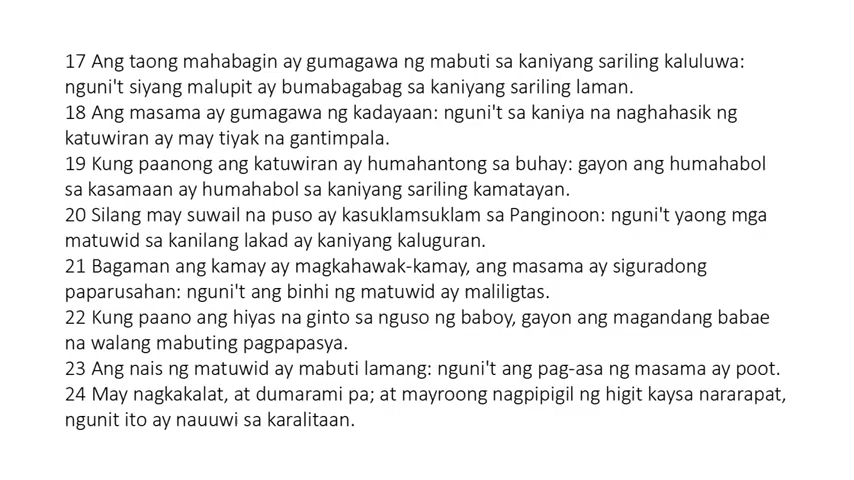 17 Ang taong mahabagin ay gumagawa ng mabuti sa kaniyang sariling kaluluwa:
nguni't siyang malupit ay bumabagabag sa kaniyang sariling laman.
18 Ang masama ay gumagawa ng kadayaan: nguni't sa kaniya na naghahasik ng
katuwiran ay may tiyak na gantimpala.
19 Kung paanong ang katuwiran ay humahantong sa buhay: gayon ang humahabol
sa kasamaan ay humahabol sa kaniyang sariling kamatayan.
20 Silang may suwail na puso ay kasuklamsuklam sa Panginoon: nguni't yaong mga
matuwid sa kanilang lakad ay kaniyang kaluguran.
21 Bagaman ang kamay ay magkahawak-kamay, ang masama ay siguradong
paparusahan: nguni't ang binhi ng matuwid ay maliligtas.
22 Kung paano ang hiyas na ginto sa nguso ng baboy, gayon ang magandang babae
na walang mabuting pagpapasya.
23 Ang nais ng matuwid ay mabuti lamang: nguni't ang pag-asa ng masama ay poot.
24 May nagkakalat, at dumarami pa; at mayroong nagpipigil ng higit kaysa nararapat,
ngunit ito ay nauuwi sa karalitaan.